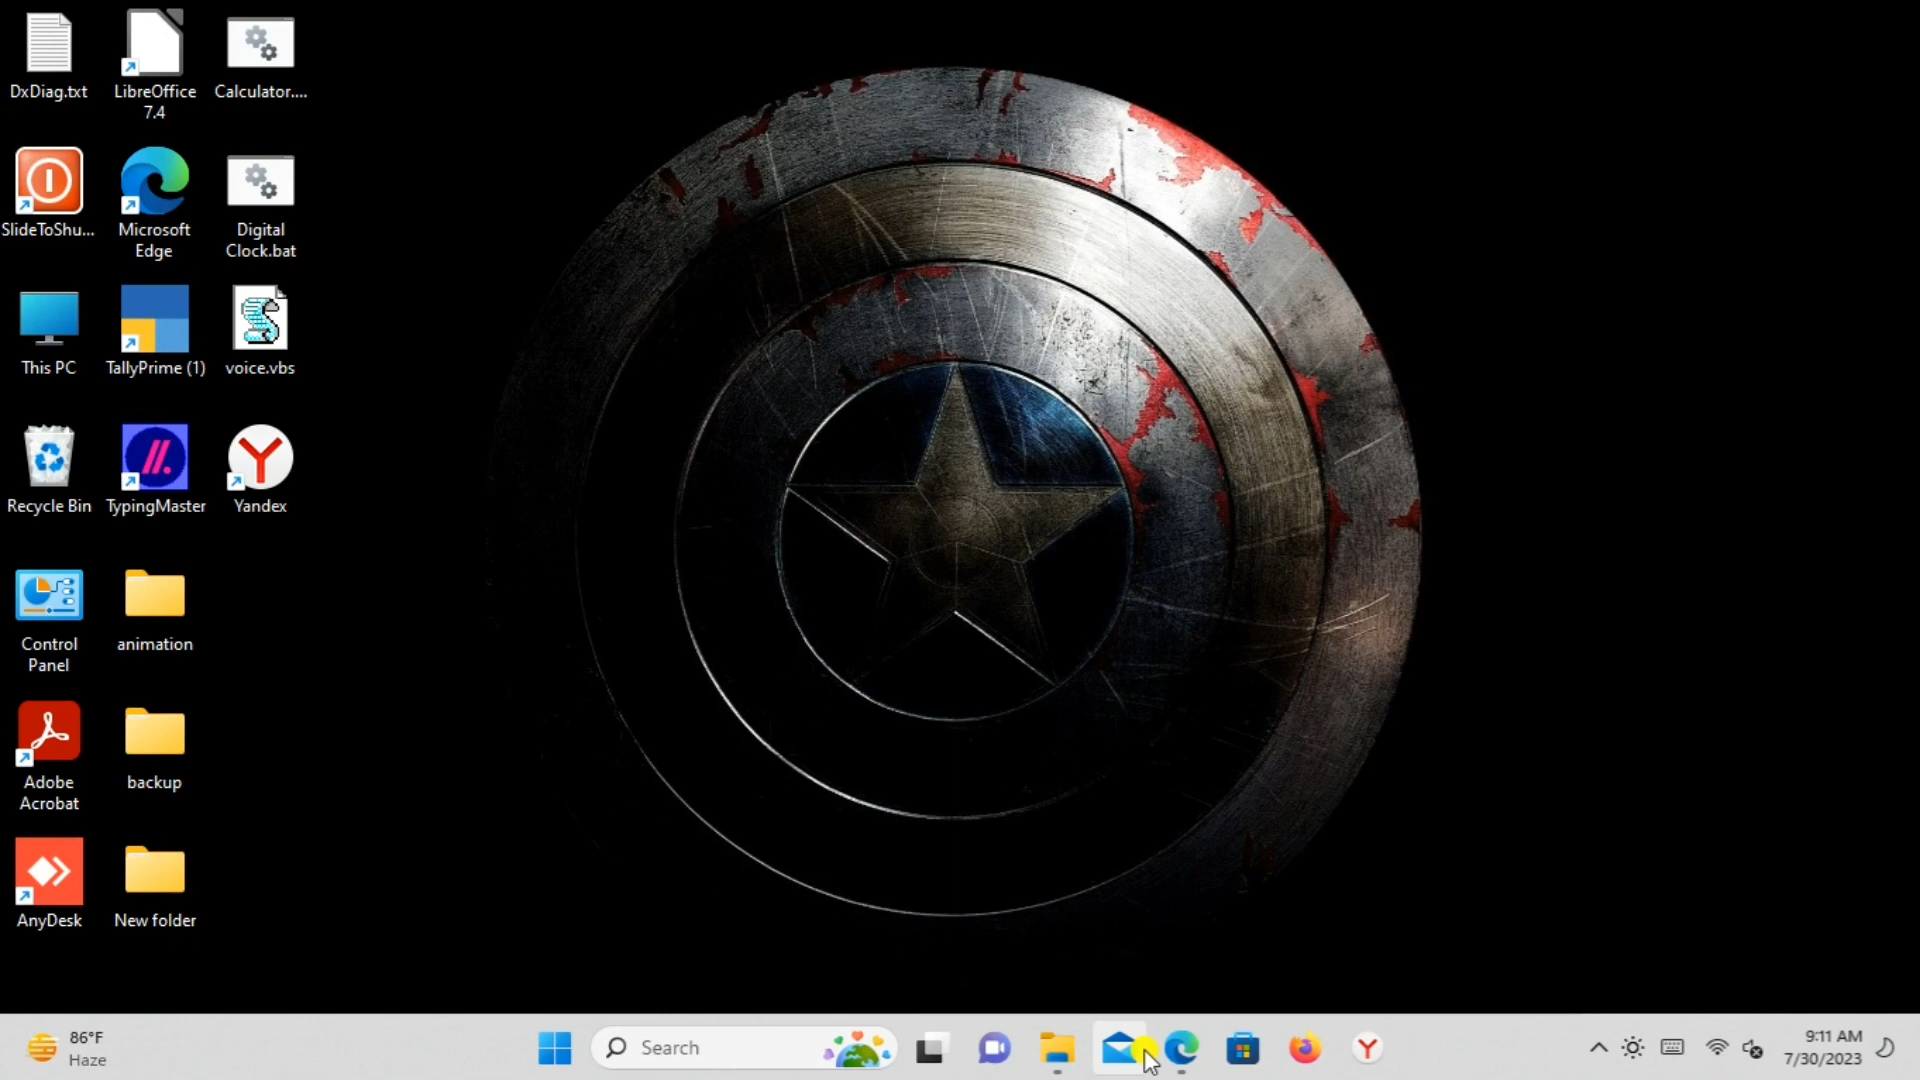 DxDiag.txt
LibreOffice
7.4
Calculator....
SlideToShu...
Microsoft
Edge
Digital
Clock.bat
This PC
TallyPrime (1)
voice.vbs
Recycle Bin
TypingMaster
Yandex
Control
Panel
animation
Adobe
Acrobat
backup
AnyDesk
New folder
86°F
Haze
Search
9:11 AM
7/30/2023